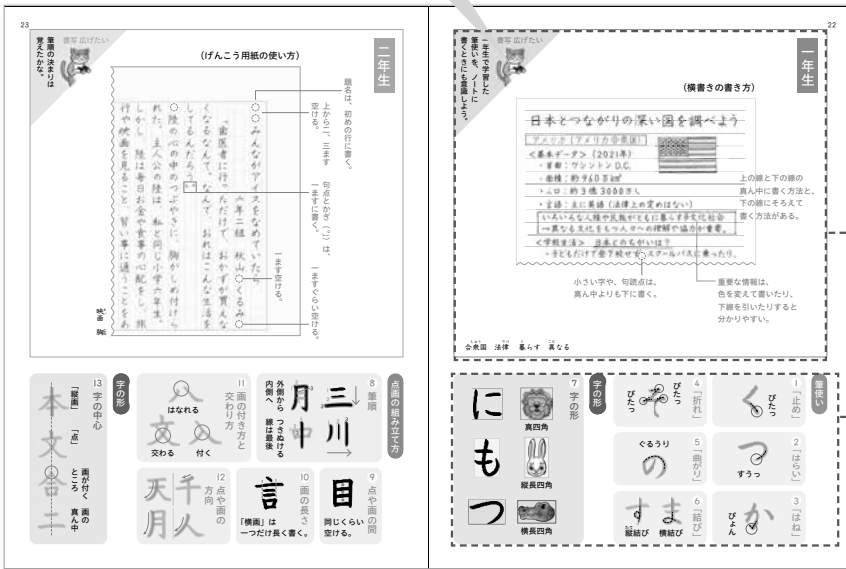 22
一年生
書写 広げたい
一年生で学習した
筆使いを、ノートに
書くときにも意識しよう。
(横書きの書き方)
日本とつながりの深い国を調べよう
アメリカ(アメリカ合衆国)
<基本データ>(2021年)
・首都:ワシントンD.C.
・面積:約960万km²
・人口:約3億3000万人
・言語:主に英語(法律上の定めはない)
いろいろな人種や民族がともに暮らす多文化社会
→異なる文化をもつ人々への理解や協力が重要。
<学校生活> 日本とのちがいは?
・子どもだけで登下校せず、スクールバスに乗ったり、
上の線と下の線の
真ん中に書く方法と、
下の線にそろえて
書く方法がある。
小さい字や、句読点は、
真ん中よりも下に書く。
重要な情報は、
色を変えて書いたり、
下線を引いたりすると
分かりやすい。
合衆国 法律 暮らす 異なる
筆使い
1「止め」
く
ぴたっ
2「はらい」
つ
すうっ
3「はね」
か
ぴょん
4「折れ」
そ
ぴたっ
ぴたっ
5「曲がり」
の
ぐるうり
6「結び」
ま
横結び
す
縦結び
字の形
7 字の形
に
真四角
も
縦長四角
つ
横長四角
23
二年生
書写 広げたい
筆順の決まりは
覚えたかな。
(げんこう用紙の使い方)
題名は、初めの行に書く。
上から二、三ます
空ける。
句点とかぎ(。」)は、
一ますに書く。
一ます空ける。
一ますぐらい空ける。
みんながアイスをなめていたら
六年二組 秋山 くるみ
「歯医者に行っただけで、おかずが買えな
くなるなんて、なんで、おれはこんな生活を
してるんだろう。」
陸の心の中のつぶやきに、胸がしめ付けら
れた。主人公の陸は、私と同じ小学六年生。
しかし、陸は毎日お金や食事の心配をし、旅
行や映画を見ること、習い事に通うことをあ
映画 胸
点画の組み立て方
8 筆順
三
川
月
中
外側から
内側へ
つきぬける
線は最後
9 点や画の間
目
同じくらい
空ける。
10 画の長さ
言
「横画」は
一つだけ長く書く。
11 画の付き方と
交わり方
はなれる
交
交わる
付く
12 点や画の
方向
千
人
天
月
字の形
13 字の中心
本
文
合
二
「縦画」
「点」
画が付く
ところ
画の
真ん中